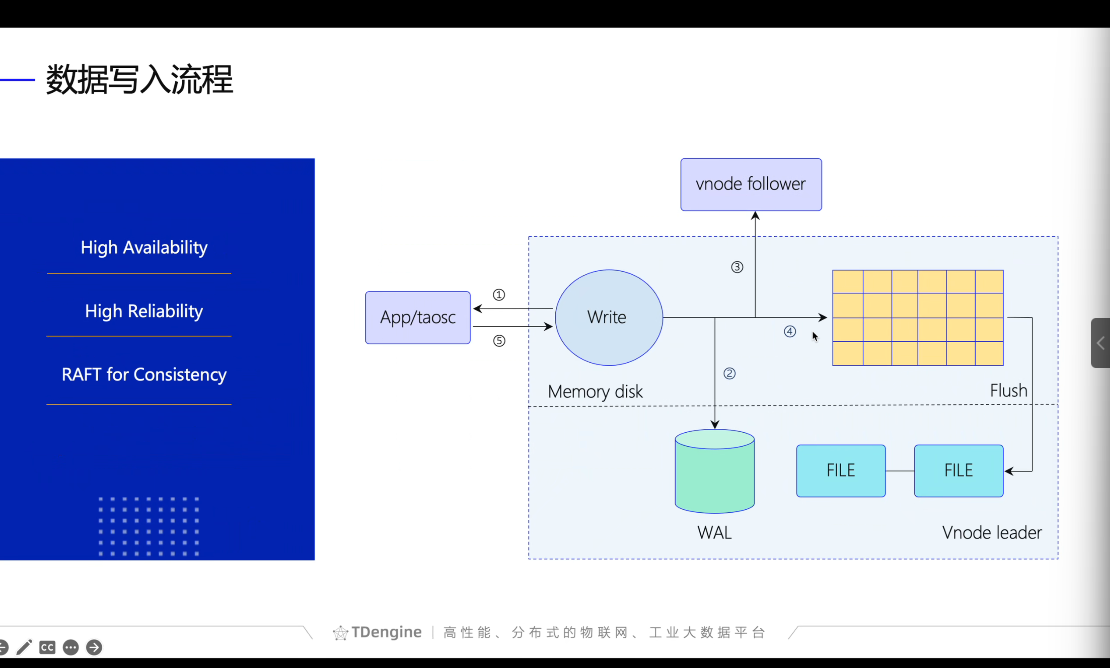 数据写入流程
High Availability
High Reliability
RAFT for Consistency
vnode follower
③
App/taosc
①
⑤
Write
④
②
Memory disk
Flush
WAL
FILE
FILE
Vnode leader
TDengine | 高性能、分布式的物联网、工业大数据平台
CC